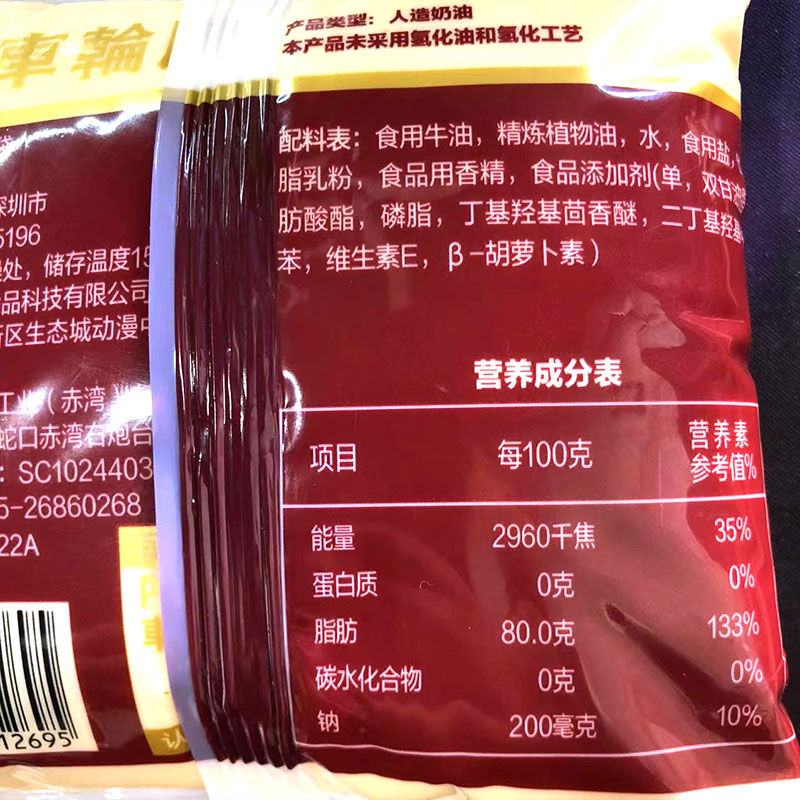 車輪
深圳市
5196
处，储存温度15
品科技有限公司
区生态城动漫中
工业（赤湾
蛇口赤湾石炮台
：SC1024403
5-26860268
22A
12695
产品类型：人造奶油
本产品未采用氢化油和氢化工艺
配料表：食用牛油，精炼植物油，水，食用盐，
脂乳粉，食品用香精，食品添加剂(单，双甘油
肪酸酯，磷脂，丁基羟基茴香醚，二丁基羟基
苯，维生素E，β-胡萝卜素）
营养成分表
项目 每100克 营养素参考值%
能量 2960千焦 35%
蛋白质 0克 0%
脂肪 80.0克 133%
碳水化合物 0克 0%
钠 200毫克 10%